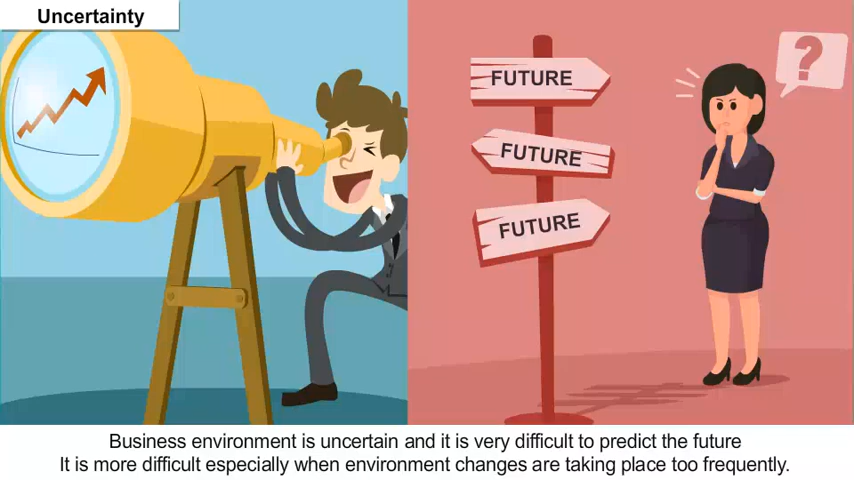 Uncertainty
?
FUTURE
FUTURE
FUTURE
Business environment is uncertain and it is very difficult to predict the future
It is more difficult especially when environment changes are taking place too frequently.